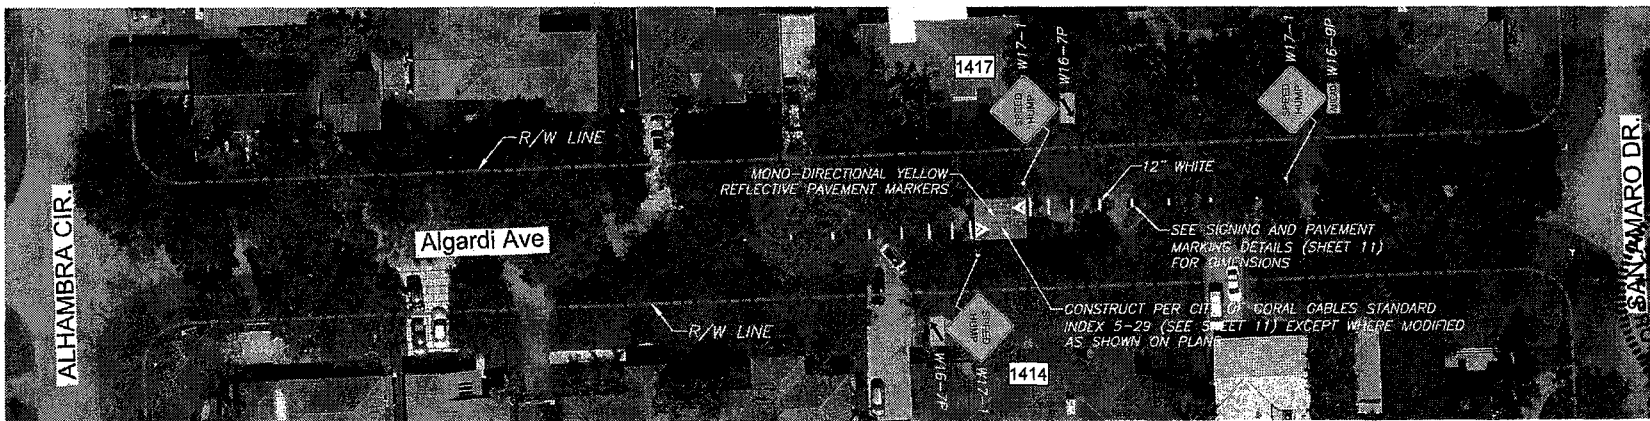 1417
W17-1
W16-7P
SPEED
HUMP
W17-1
W16-9P
SPEED
HUMP
R/W LINE
MONO-DIRECTIONAL YELLOW
REFLECTIVE PAVEMENT MARKERS
12" WHITE
ALHAMBRA CIR.
Algardi Ave
SEE SIGNING AND PAVEMENT
MARKING DETAILS (SHEET 11)
FOR DIMENSIONS
SAN AMARO DR.
R/W LINE
CONSTRUCT PER CITY OF CORAL GABLES STANDARD
INDEX 5-29 (SEE SHEET 11) EXCEPT WHERE MODIFIED
AS SHOWN ON PLANS
SPEED
HUMP
W16-7P
W17-1
1414